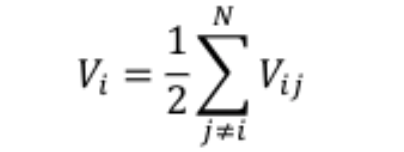 $V_i = \frac{1}{2} \sum_{j \neq i}^{N} V_{ij}$